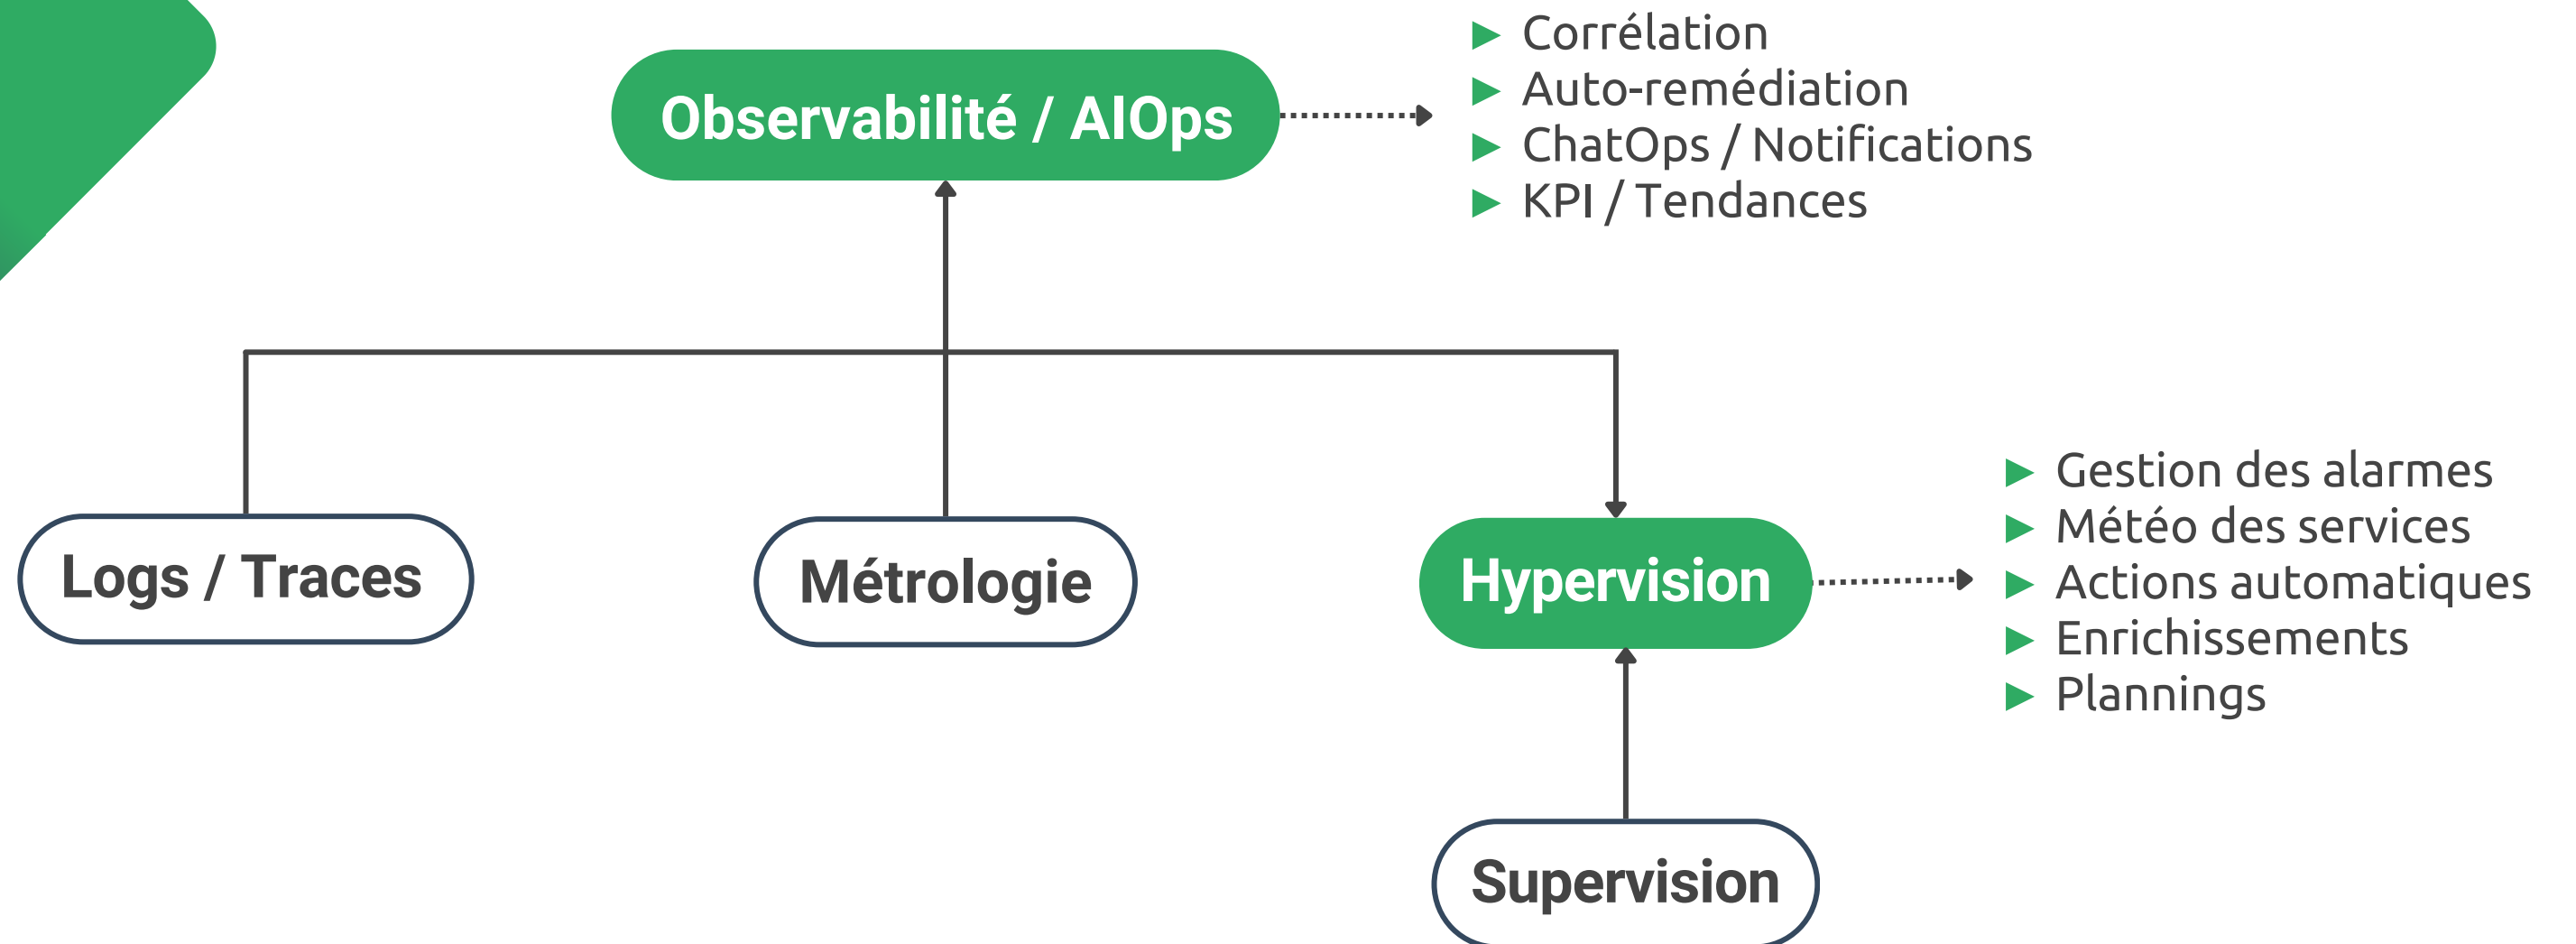 Observabilité / AIOps
Corrélation
Auto-remédiation
ChatOps / Notifications
KPI / Tendances
Logs / Traces
Métrologie
Hypervision
Gestion des alarmes
Météo des services
Actions automatiques
Enrichissements
Plannings
Supervision